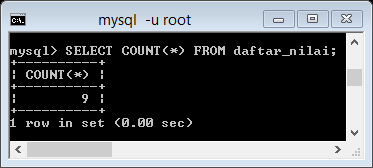 mysql -u root
mysql> SELECT COUNT(*) FROM daftar_nilai;
+----------+
| COUNT(*) |
+----------+
|        9 |
+----------+
1 row in set (0.00 sec)